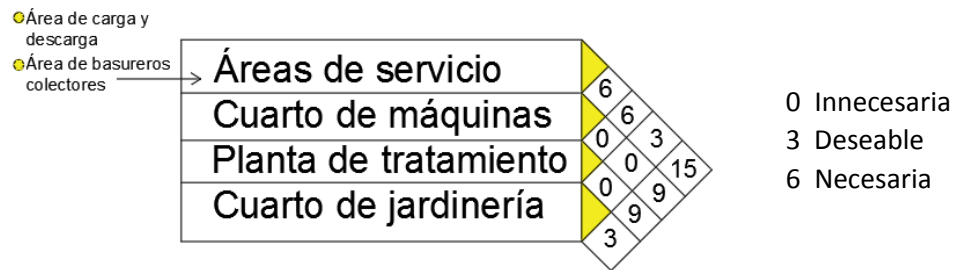 Área de carga y
descarga
Área de basureros
colectores
Áreas de servicio
Cuarto de máquinas
Planta de tratamiento
Cuarto de jardinería
6
6
0
3
0
15
0
9
9
3
0 Innecesaria
3 Deseable
6 Necesaria